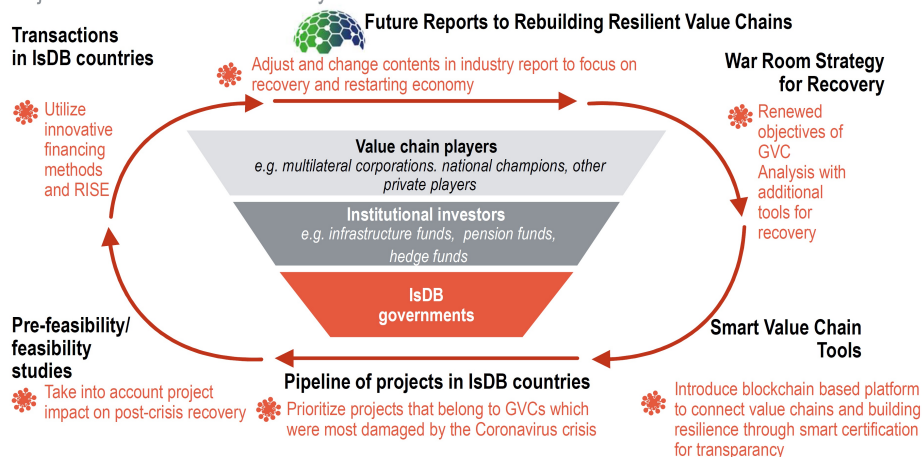 Future Reports to Rebuilding Resilient Value Chains
Adjust and change contents in industry report to focus on
recovery and restarting economy
Transactions
in IsDB countries
Utilize
innovative
financing
methods
and RISE
War Room Strategy
for Recovery
Renewed
objectives of
GVC
Analysis with
additional
tools for
recovery
Value chain players
e.g. multilateral corporations. national champions, other
private players
Institutional investors
e.g. infrastructure funds, pension funds,
hedge funds
IsDB
governments
Smart Value Chain
Tools
Introduce blockchain based platform
to connect value chains and building
resilience through smart certification
for transparancy
Pipeline of projects in IsDB countries
Prioritize projects that belong to GVCs which
were most damaged by the Coronavirus crisis
Pre-feasibility/
feasibility
studies
Take into account project
impact on post-crisis recovery